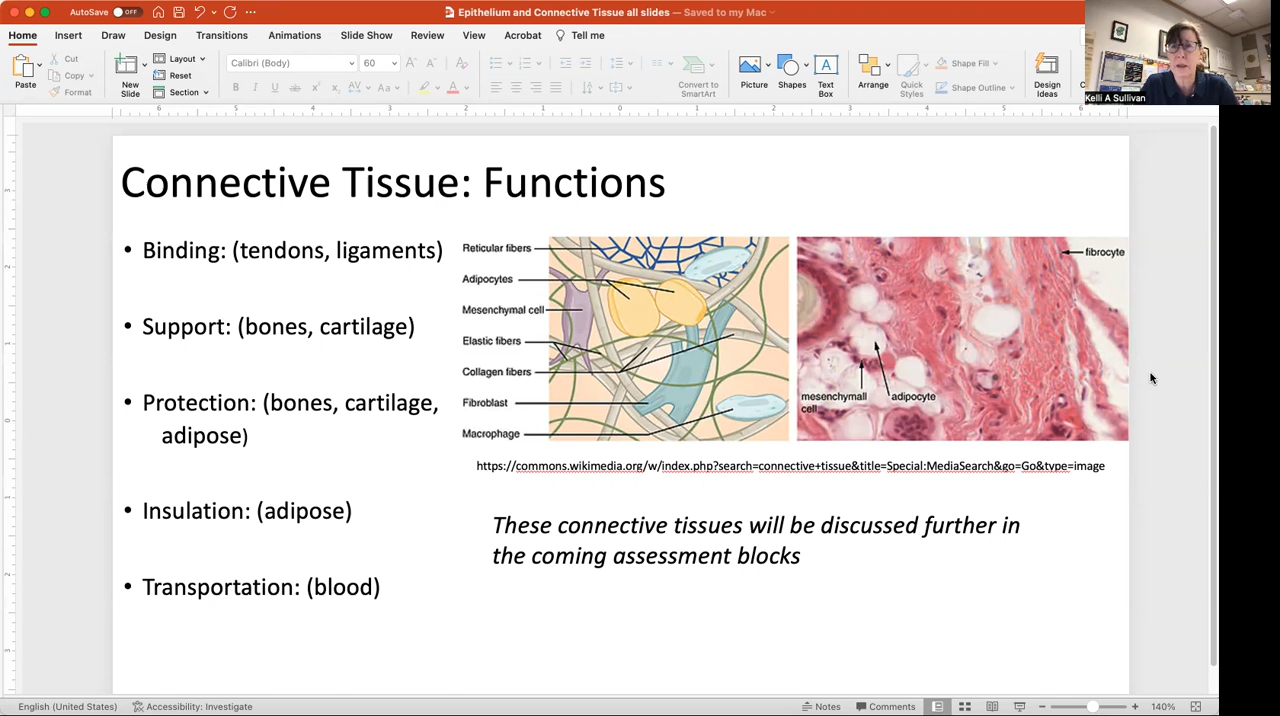 AutoSave OFF
Epithelium and Connective Tissue all slides — Saved to my Mac
Home Insert Draw Design Transitions Animations Slide Show Review View Acrobat Tell me
Paste
Cut
Copy
Format
New
Slide
Layout
Reset
Section
Calibri (Body) 60
Convert to
SmartArt
Picture
Shapes
Text
Box
Arrange
Quick
Styles
Shape Fill
Shape Outline
Design
Ideas
Kelli A Sullivan
Connective Tissue: Functions
• Binding: (tendons, ligaments)
• Support: (bones, cartilage)
• Protection: (bones, cartilage,
adipose)
• Insulation: (adipose)
• Transportation: (blood)
Reticular fibers
Adipocytes
Mesenchymal cell
Elastic fibers
Collagen fibers
Fibroblast
Macrophage
fibrocyte
mesenchymall
cell
adipocyte
https://commons.wikimedia.org/w/index.php?search=connective+tissue&title=Special:MediaSearch&go=Go&type=image
These connective tissues will be discussed further in
the coming assessment blocks
English (United States) Accessibility: Investigate Notes Comments 140%